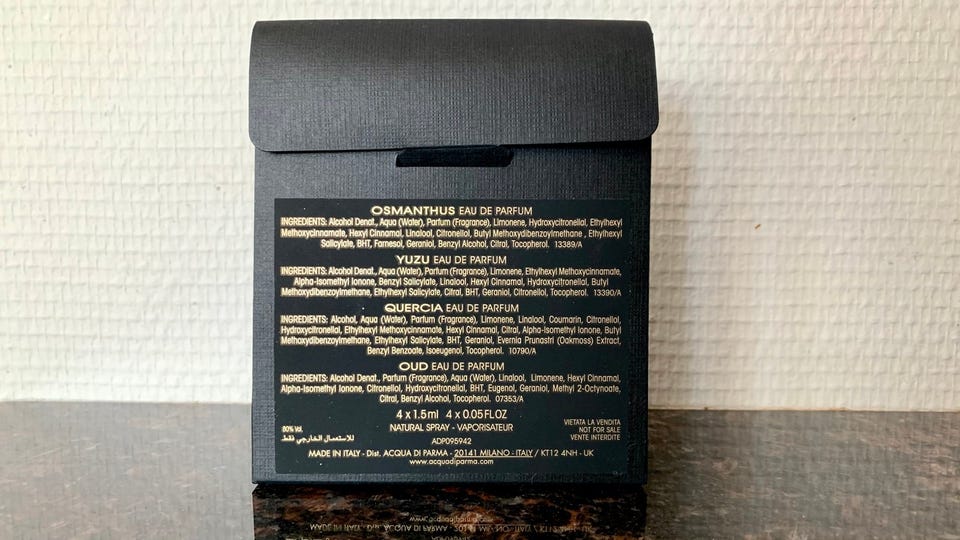 OSMANTHUS EAU DE PARFUM
INGREDIENTS: Alcohol Denat., Aqua (Water), Parfum (Fragrance), Limonene, Hydroxycitronellal, Ethylhexyl
Methoxycinnamate, Hexyl Cinnamal, Linalool, Citronellol, Butyl Methoxydibenzoylmethane , Ethylhexyl
Salicylate, BHT, Farnesol, Geraniol, Benzyl Alcohol, Citral, Tocopherol. 13389/A
YUZU EAU DE PARFUM
INGREDIENTS: Alcohol Denat., Aqua (Water), Parfum (Fragrance), Limonene, Ethylhexyl Methoxycinnamate,
Alpha-Isomethyl Ionone, Benzyl Salicylate, Linalool, Hexyl Cinnamal, Hydroxycitronellal, Butyl
Methoxydibenzoylmethane, Ethylhexyl Salicylate, Citral, BHT, Geraniol, Citronellol, Tocopherol. 13390/A
QUERCIA EAU DE PARFUM
INGREDIENTS: Alcohol, Aqua (Water), Parfum (Fragrance), Limonene, Linalool, Coumarin, Citronellal,
Hydroxycitronellal, Ethylhexyl Methoxycinnamate, Hexyl Cinnamal, Citral, Alpha-Isomethyl Ionone, Butyl
Methoxydibenzoylmethane, Ethylhexyl Salicylate, BHT, Geraniol, Evernia Prunastri (Oakmoss) Extract,
Benzyl Benzoate, Isoeugenol, Tocopherol. 10790/A
OUD EAU DE PARFUM
INGREDIENTS: Alcohol Denat., Parfum (Fragrance), Aqua (Water), Linalool, Limonene, Hexyl Cinnamal,
Alpha-Isomethyl Ionone, Citronellol, Hydroxycitronellal, BHT, Eugenol, Geraniol, Methyl 2-Octynoate,
Citral, Benzyl Alcohol, Tocopherol. 07353/A
4 x 1.5ml 4 x 0.05FL.OZ
NATURAL SPRAY - VAPORISATEUR
80% Vol.
للاستعمال الخارجي فقط
ADP095942
VIETATA LA VENDITA
NOT FOR SALE
VENTE INTERDITE
MADE IN ITALY - Dist. ACQUA DI PARMA - 20141 MILANO - ITALY / KT12 4NH - UK
www.acquadiparma.com